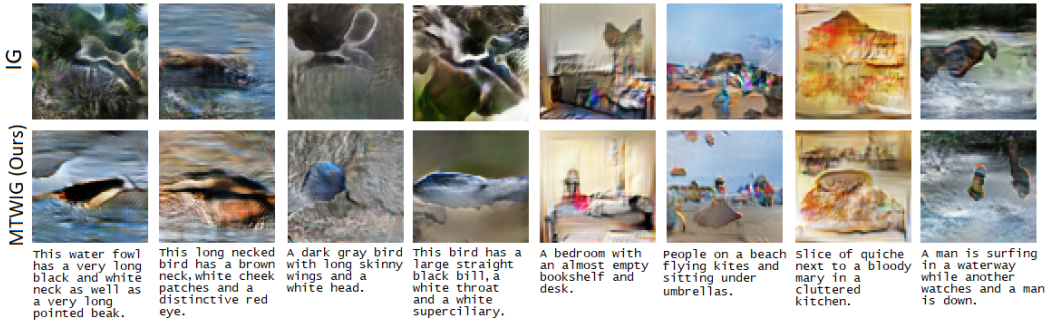 IG
MTWIG (Ours)
This water fowl
has a very long
black and white
neck as well as
a very long
pointed beak.
This long necked
bird has a brown
neck,white cheek
patches and a
distinctive red
eye.
A dark gray bird
with long skinny
wings and a
white head.
This bird has a
large straight
black bill,a
white throat
and a white
superciliary.
A bedroom with
an almost empty
bookshelf and
desk.
People on a beach
flying kites and
sitting under
umbrellas.
Slice of quiche
next to a bloody
mary in a
cluttered
kitchen.
A man is surfing
in a waterway
while another
watches and a man
is down.